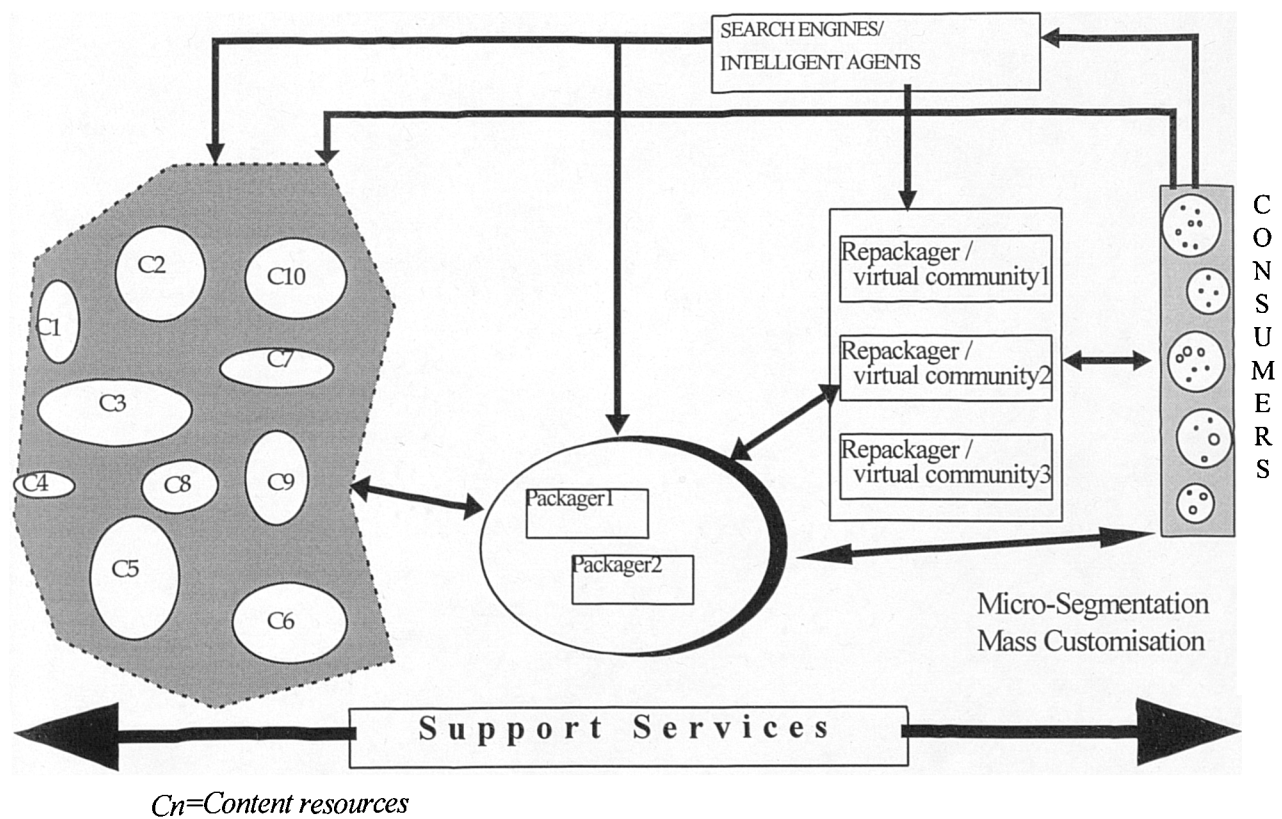 SEARCH ENGINES/
INTELLIGENT AGENTS
CONSUMERS
C2
C10
C1
C7
C3
C4
C8
C9
C5
C6
Repackager /
virtual community1
Repackager /
virtual community2
Repackager /
virtual community3
Packager1
Packager2
Micro-Segmentation
Mass Customisation
Support Services
Cn=Content resources